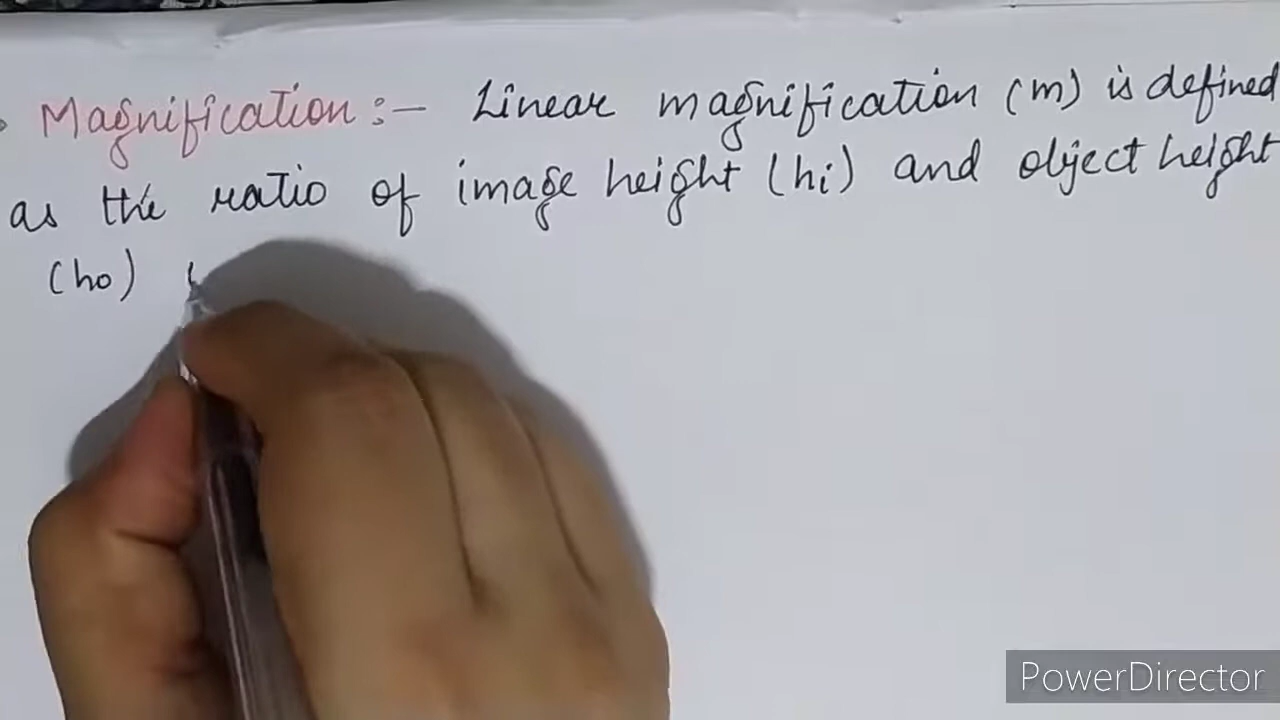 Magnification :- Linear magnification (m) is defined
as the ratio of image height (hi) and object height
(ho)
PowerDirector